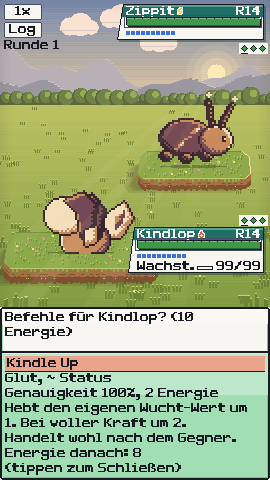 1x
Zippit R14
Log
Runde 1
Kindlop R14
Wachst. 99/99
Befehle für Kindlop? (10
Energie)
Kindle Up
Glut, ~ Status
Genauigkeit 100%, 2 Energie
Hebt den eigenen Wucht-Wert um
1. Bei voller Kraft um 2.
Handelt wohl nach dem Gegner.
Energie danach: 8
(tippen zum Schließen)